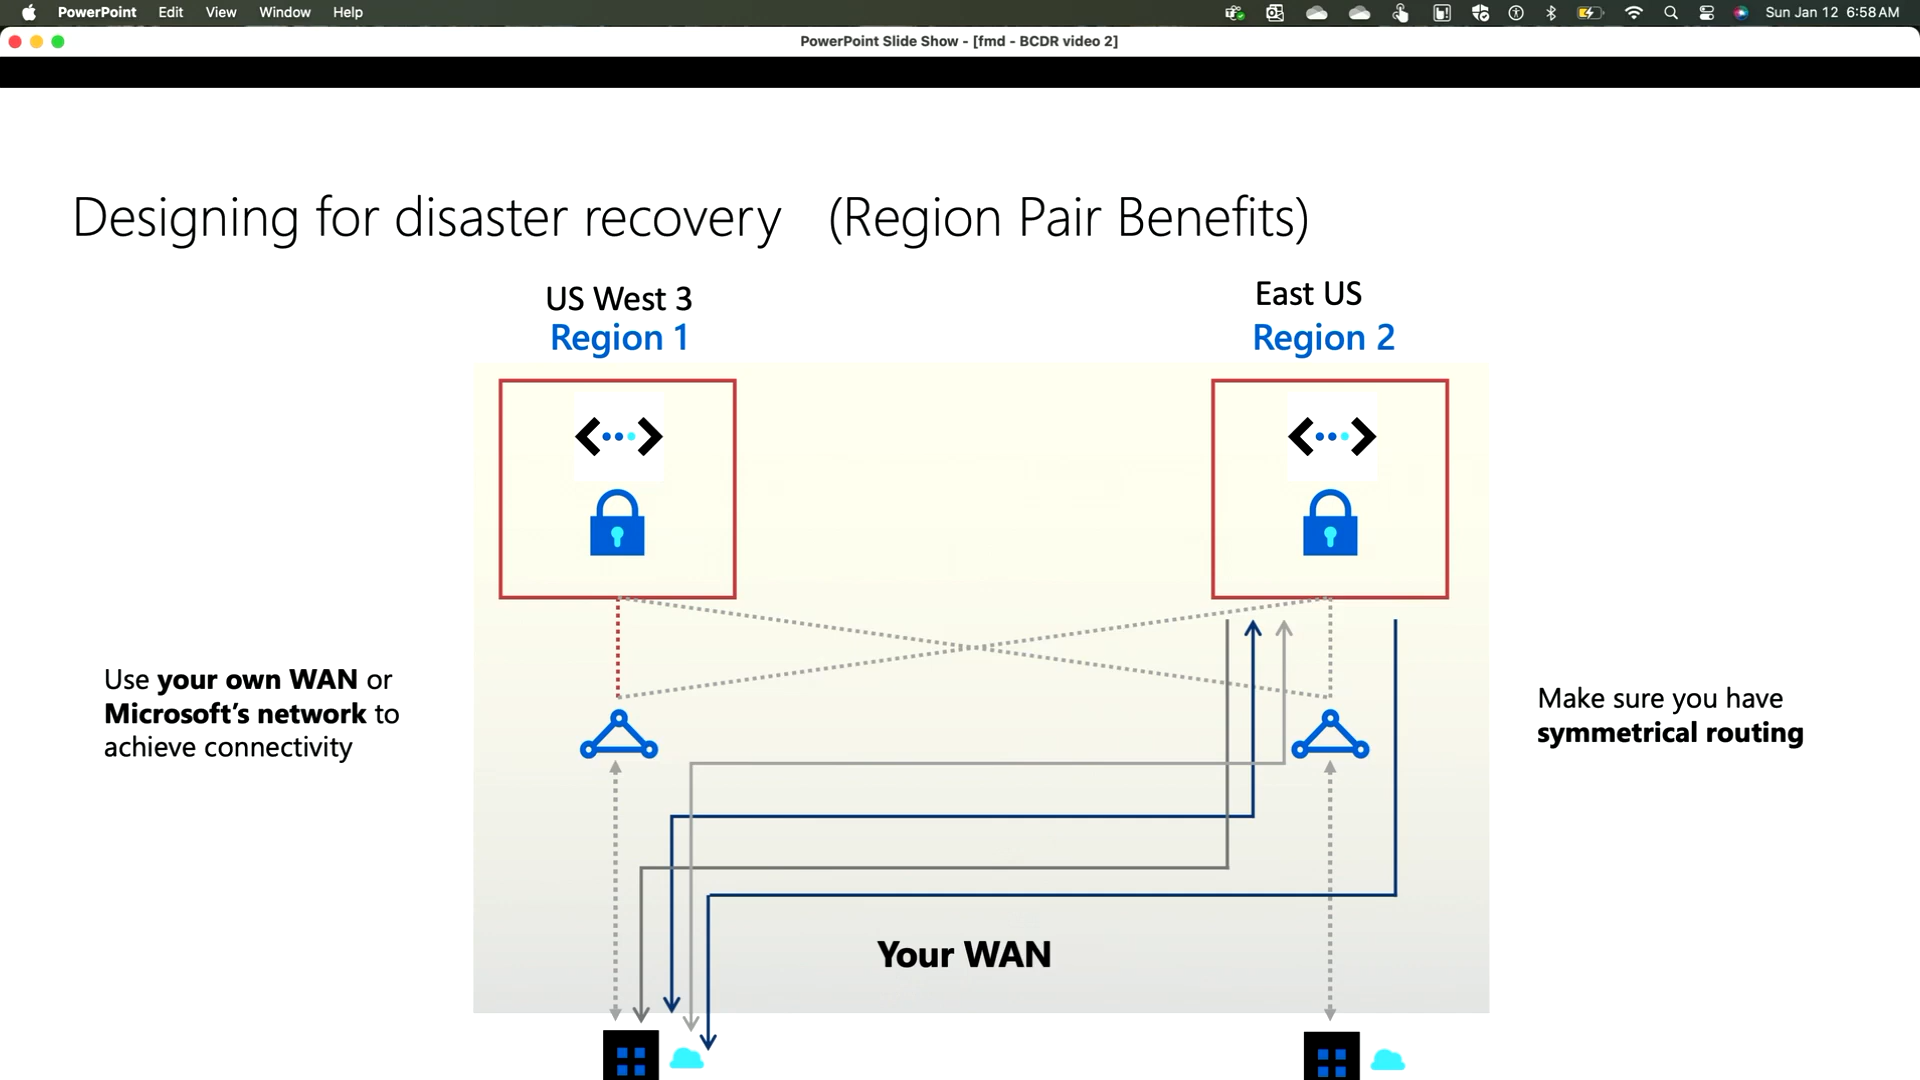 PowerPoint Edit View Window Help Sun Jan 12 6:58 AM
PowerPoint Slide Show - [fmd - BCDR video 2]
Designing for disaster recovery (Region Pair Benefits)
US West 3
Region 1
East US
Region 2
Use your own WAN or
Microsoft's network to
achieve connectivity
Make sure you have
symmetrical routing
Your WAN